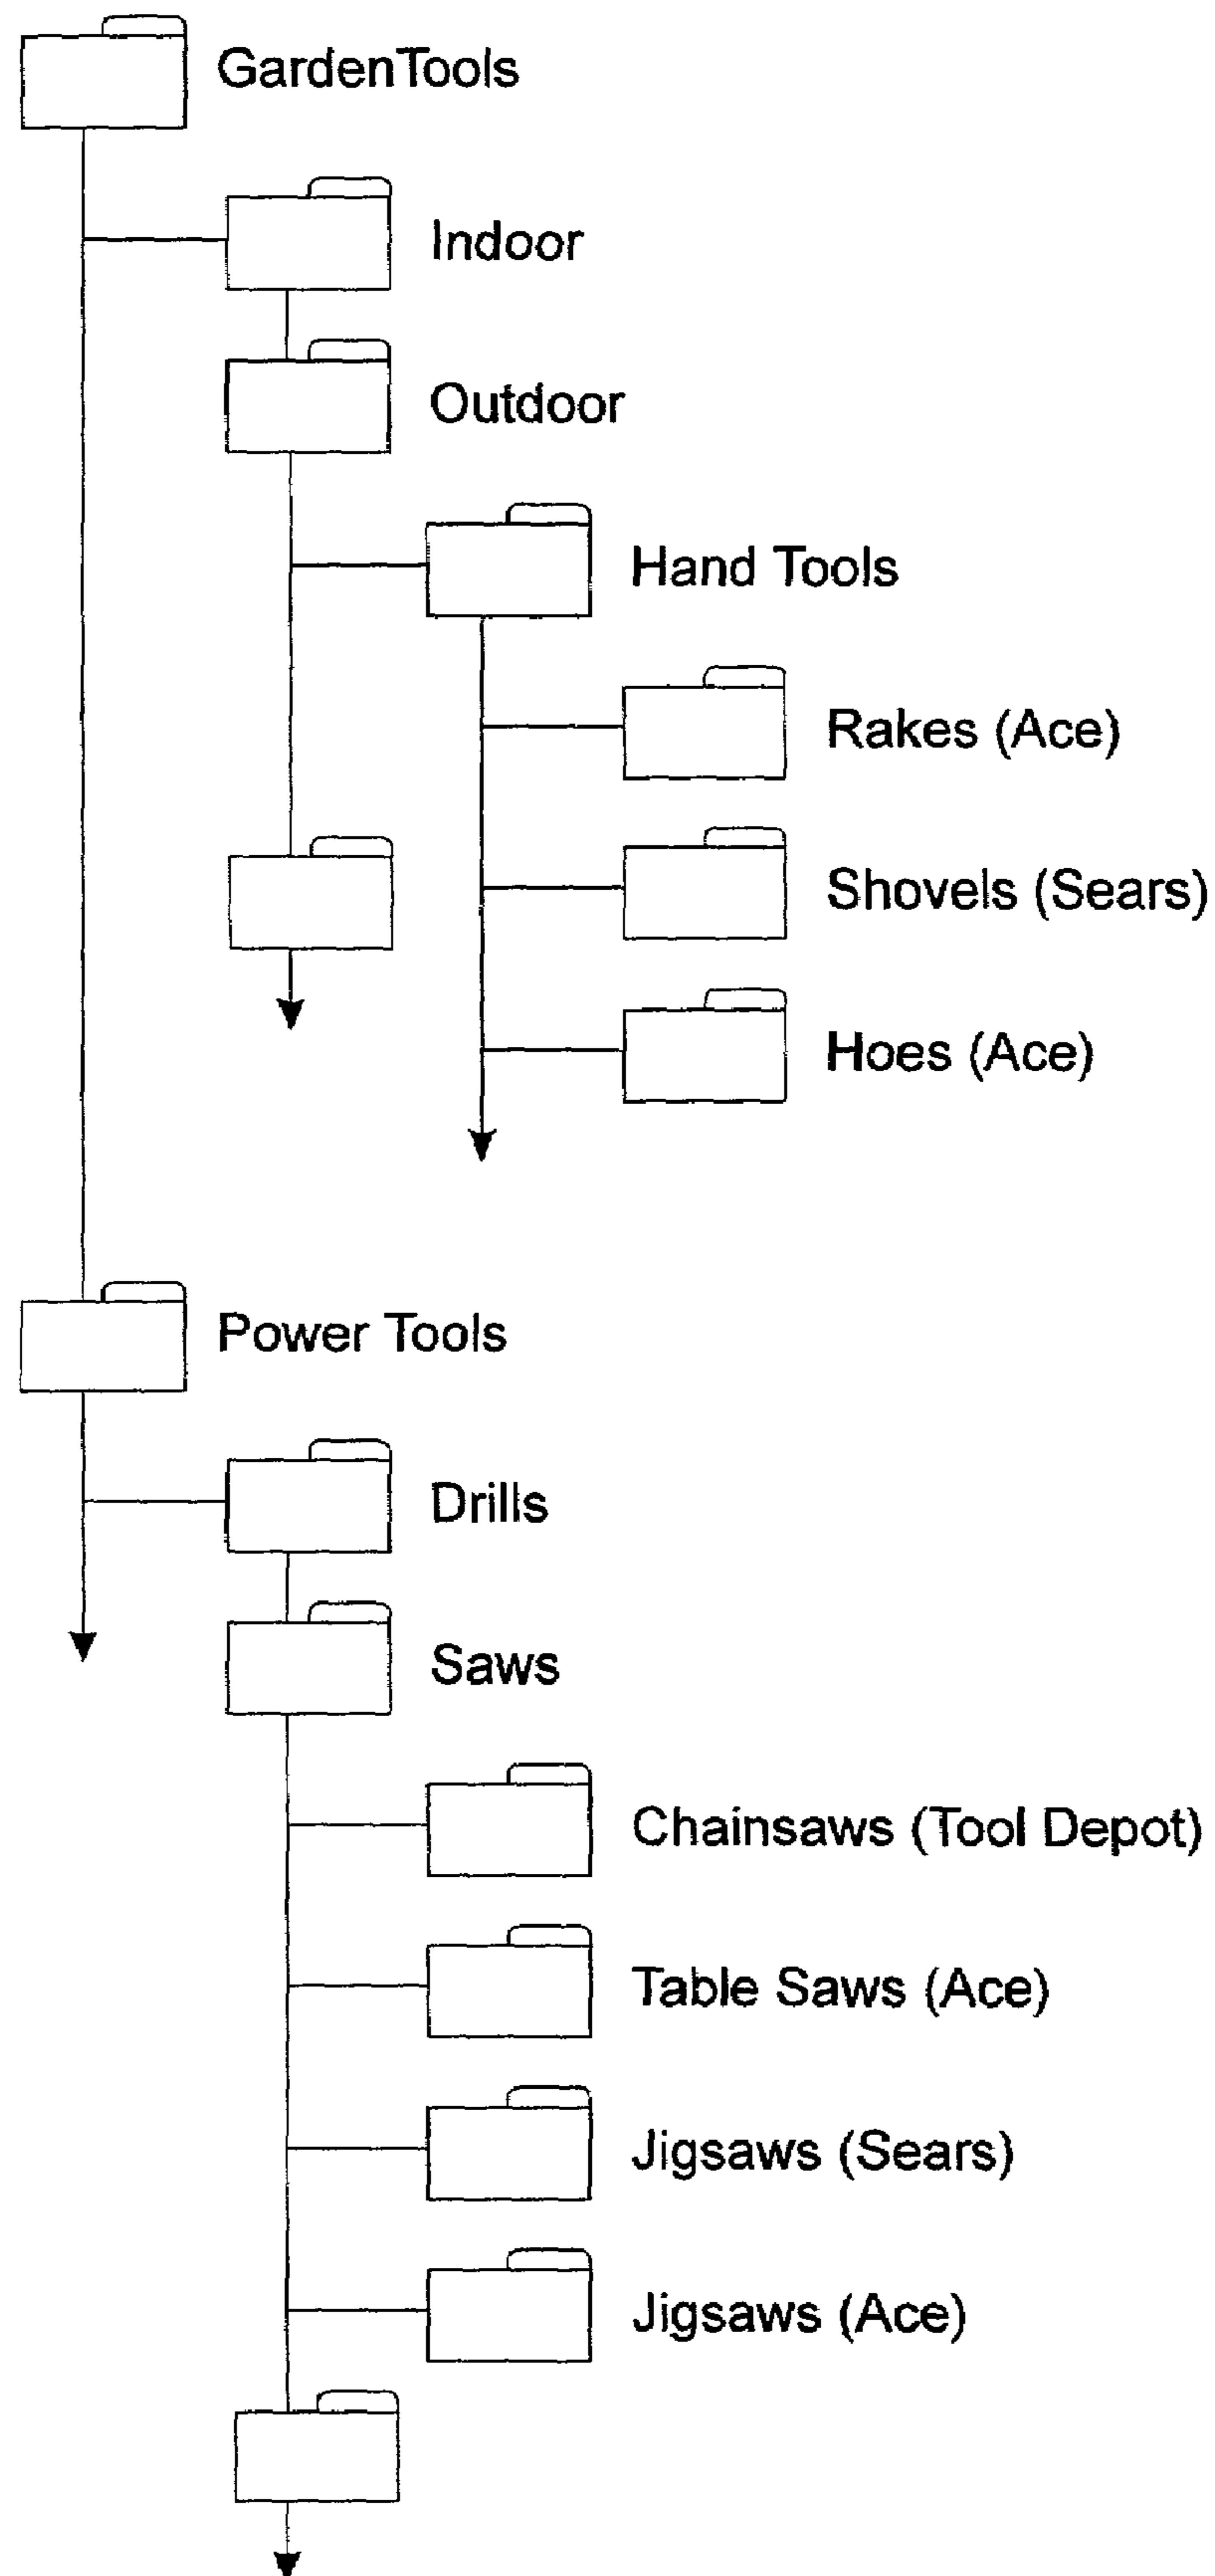 GardenTools
Indoor
Outdoor
Hand Tools
Rakes (Ace)
Shovels (Sears)
Hoes (Ace)
Power Tools
Drills
Saws
Chainsaws (Tool Depot)
Table Saws (Ace)
Jigsaws (Sears)
Jigsaws (Ace)